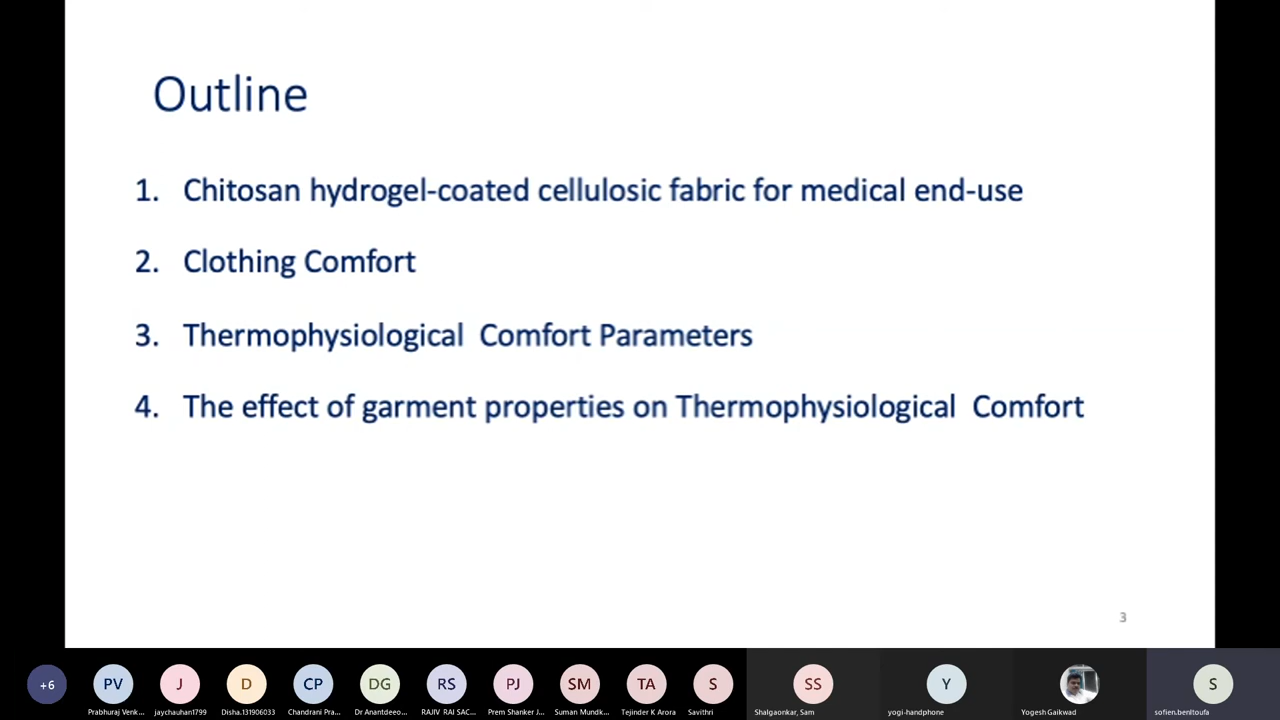 Outline
1. Chitosan hydrogel-coated cellulosic fabric for medical end-use
2. Clothing Comfort
3. Thermophysiological Comfort Parameters
4. The effect of garment properties on Thermophysiological Comfort
3
+6 PV J D CP DG RS PJ SM TA S SS Y S
Prabhuraj Venk... jaychauhan1799 Disha.131906033 Chandrani Pra... Dr Anantdeeo... RAJIV RAI SAC... Prem Shanker J... Suman Mundk... Tejinder K Arora Savithri Shalgaonkar, Sam yogi-handphone Yogesh Gaikwad sofien.benltoufa